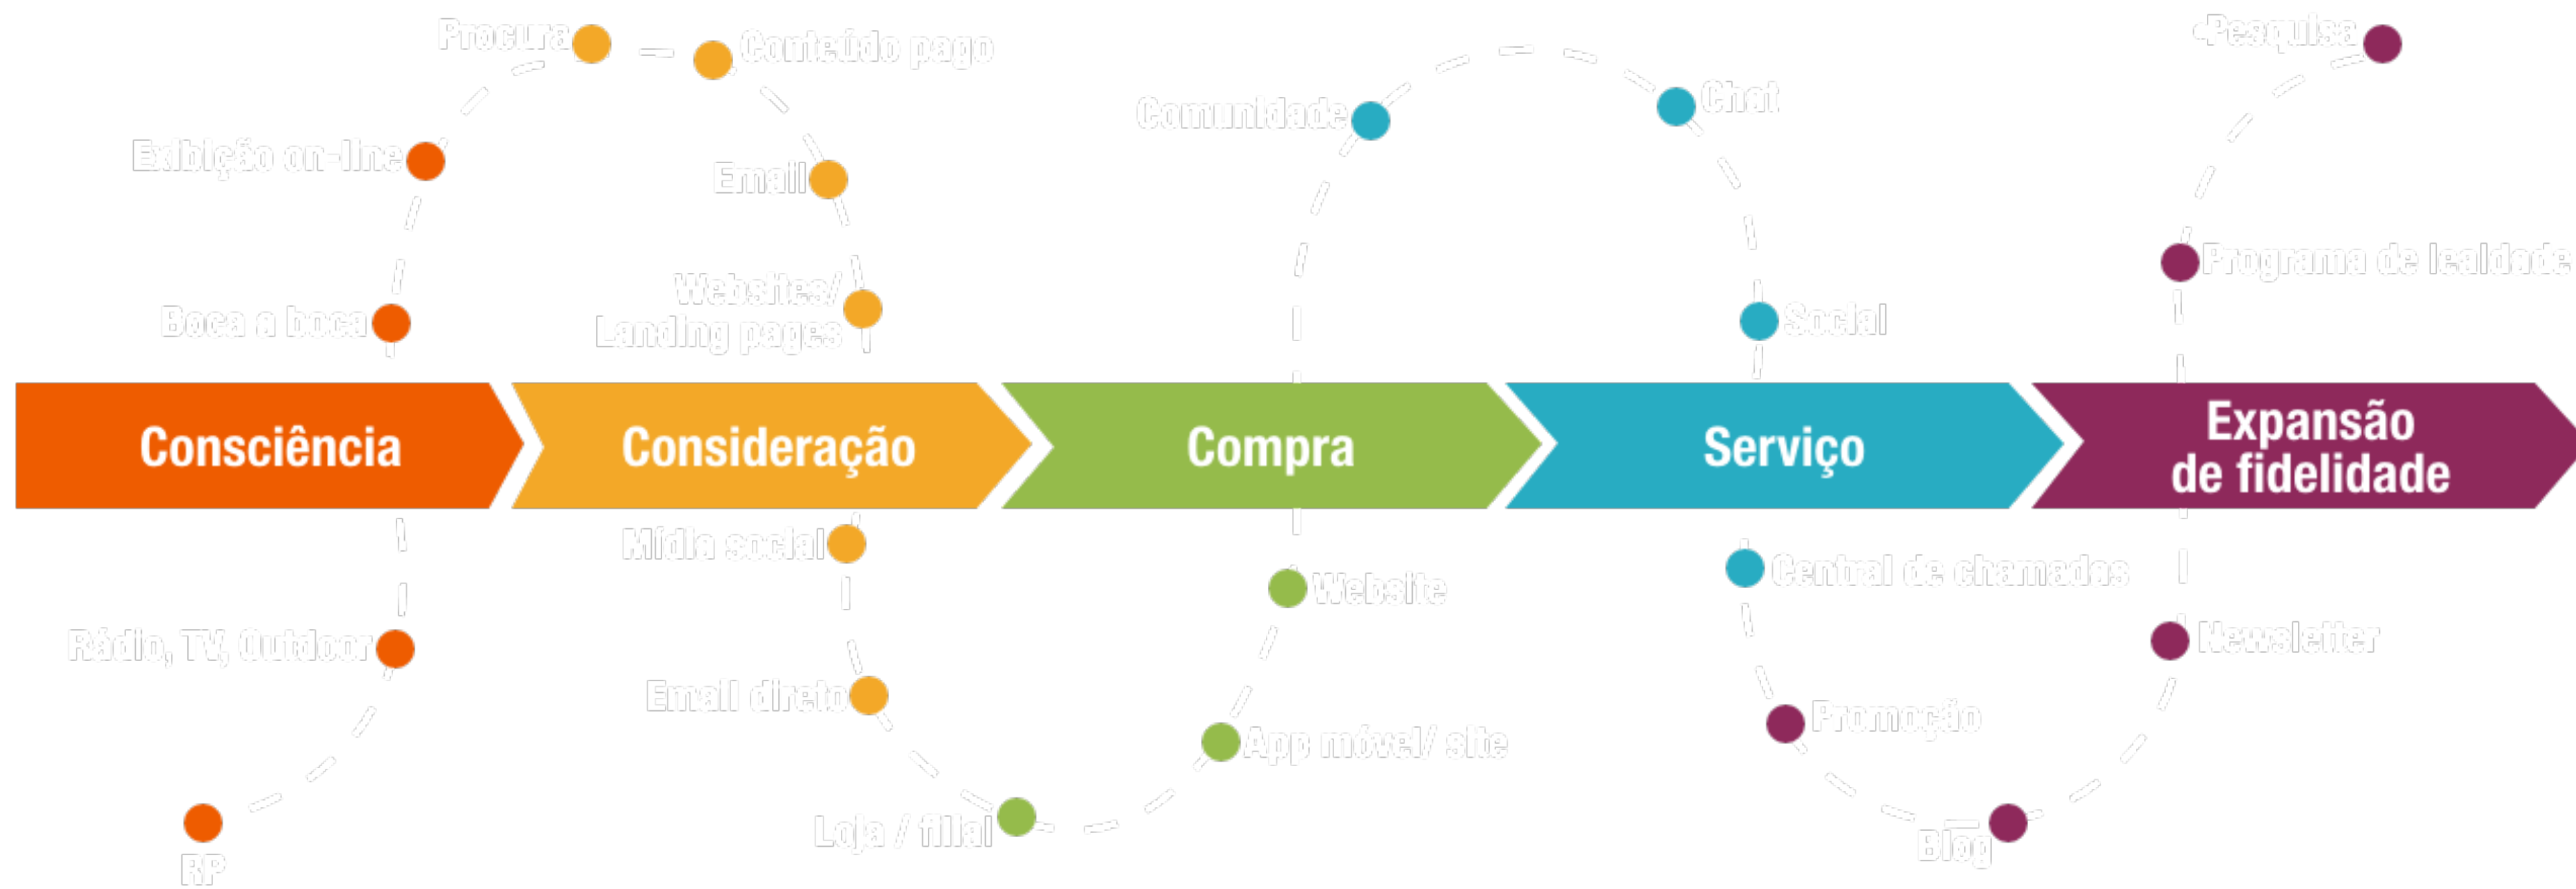 Procura
Conteúdo pago
Pesquisa
Comunidade
Chat
Exibição on-line
Email
Programa de lealdade
Websites/
Landing pages
Boca a boca
Social
Consciência
Consideração
Compra
Serviço
Expansão
de fidelidade
Mídia social
Central de chamadas
Website
Rádio, TV, Outdoor
Newsletter
Email direto
Promoção
App móvel/ site
Loja / filial
Blog
RP